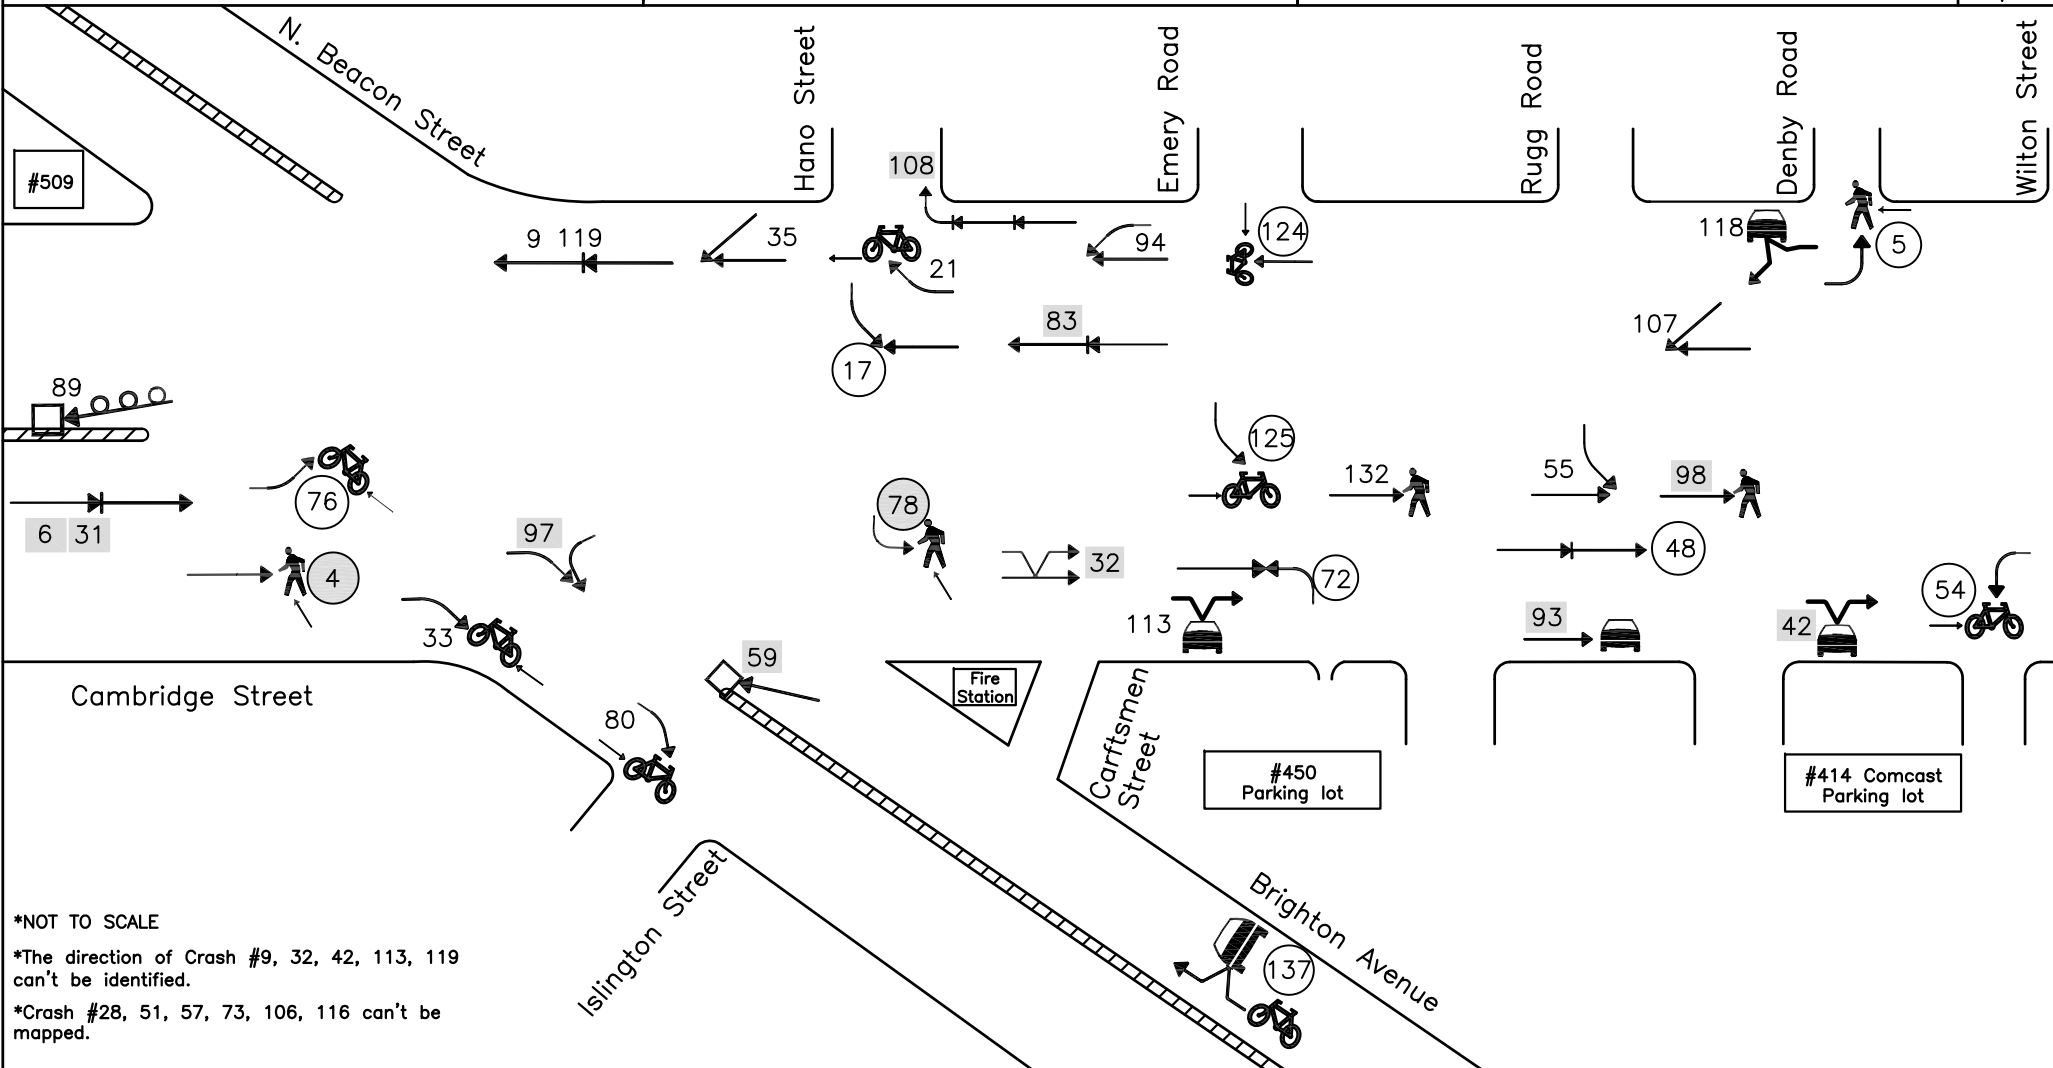 N. Beacon Street
Hano Street
Emery Road
Rugg Road
Denby Road
Wilton Street
#509
108
9 119
35
21
94
124
118
5
17
83
107
89
125
76
6 31
97
78
132
55
98
4
32
72
48
33
113
93
42
54
59
80
Cambridge Street
Fire
Station
Carftsmen
Street
#450
Parking lot
#414 Comcast
Parking lot
Islington Street
Brighton Avenue
137
*NOT TO SCALE
*The direction of Crash #9, 32, 42, 113, 119
can't be identified.
*Crash #28, 51, 57, 73, 106, 116 can't be
mapped.